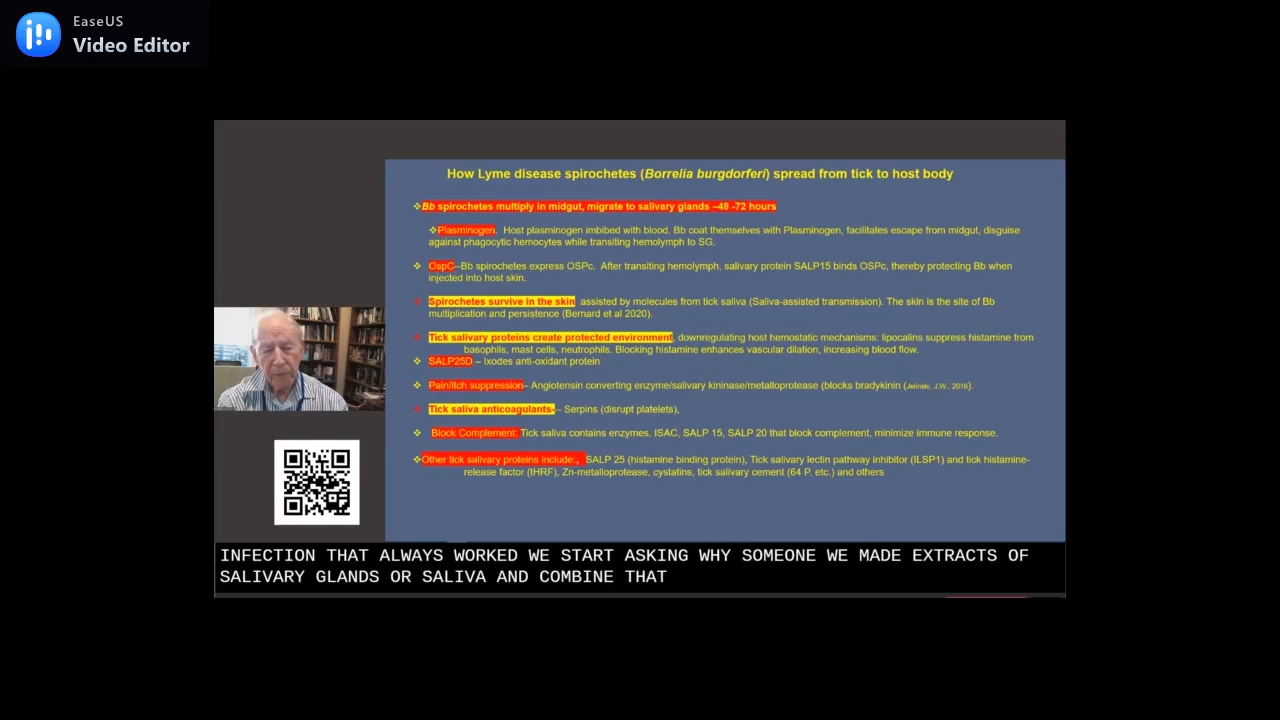 EaseUS
Video Editor
How Lyme disease spirochetes (Borrelia burgdorferi) spread from tick to host body
❖Bb spirochetes multiply in midgut, migrate to salivary glands –48 -72 hours
❖Plasminogen. Host plasminogen imbibed with blood. Bb coat themselves with Plasminogen, facilitates escape from midgut, disguise
against phagocytic hemocytes while transiting hemolymph to SG.
❖ OspC–Bb spirochetes express OSPc. After transiting hemolymph, salivary protein SALP15 binds OSPc, thereby protecting Bb when
injected into host skin.
❖ Spirochetes survive in the skin assisted by molecules from tick saliva (Saliva-assisted transmission). The skin is the site of Bb
multiplication and persistence (Bernard et al 2020).
❖ Tick salivary proteins create protected environment, downregulating host hemostatic mechanisms: lipocalins suppress histamine from
basophils, mast cells, neutrophils. Blocking histamine enhances vascular dilation, increasing blood flow.
❖ SALP25D – Ixodes anti-oxidant protein
❖ Pain/Itch suppression– Angiotensin converting enzyme/salivary kininase/metalloprotease (blocks bradykinin (Jelinski, J.W., 2016).
❖ Tick saliva anticoagulants-– Serpins (disrupt platelets),
❖ Block Complement: Tick saliva contains enzymes, ISAC, SALP 15, SALP 20 that block complement, minimize immune response.
❖Other tick salivary proteins include:, SALP 25 (histamine binding protein), Tick salivary lectin pathway inhibitor (ILSP1) and tick histamine-
release factor (tHRF), Zn-metalloprotease, cystatins, tick salivary cement (64 P, etc.) and others
INFECTION THAT ALWAYS WORKED WE START ASKING WHY SOMEONE WE MADE EXTRACTS OF
SALIVARY GLANDS OR SALIVA AND COMBINE THAT